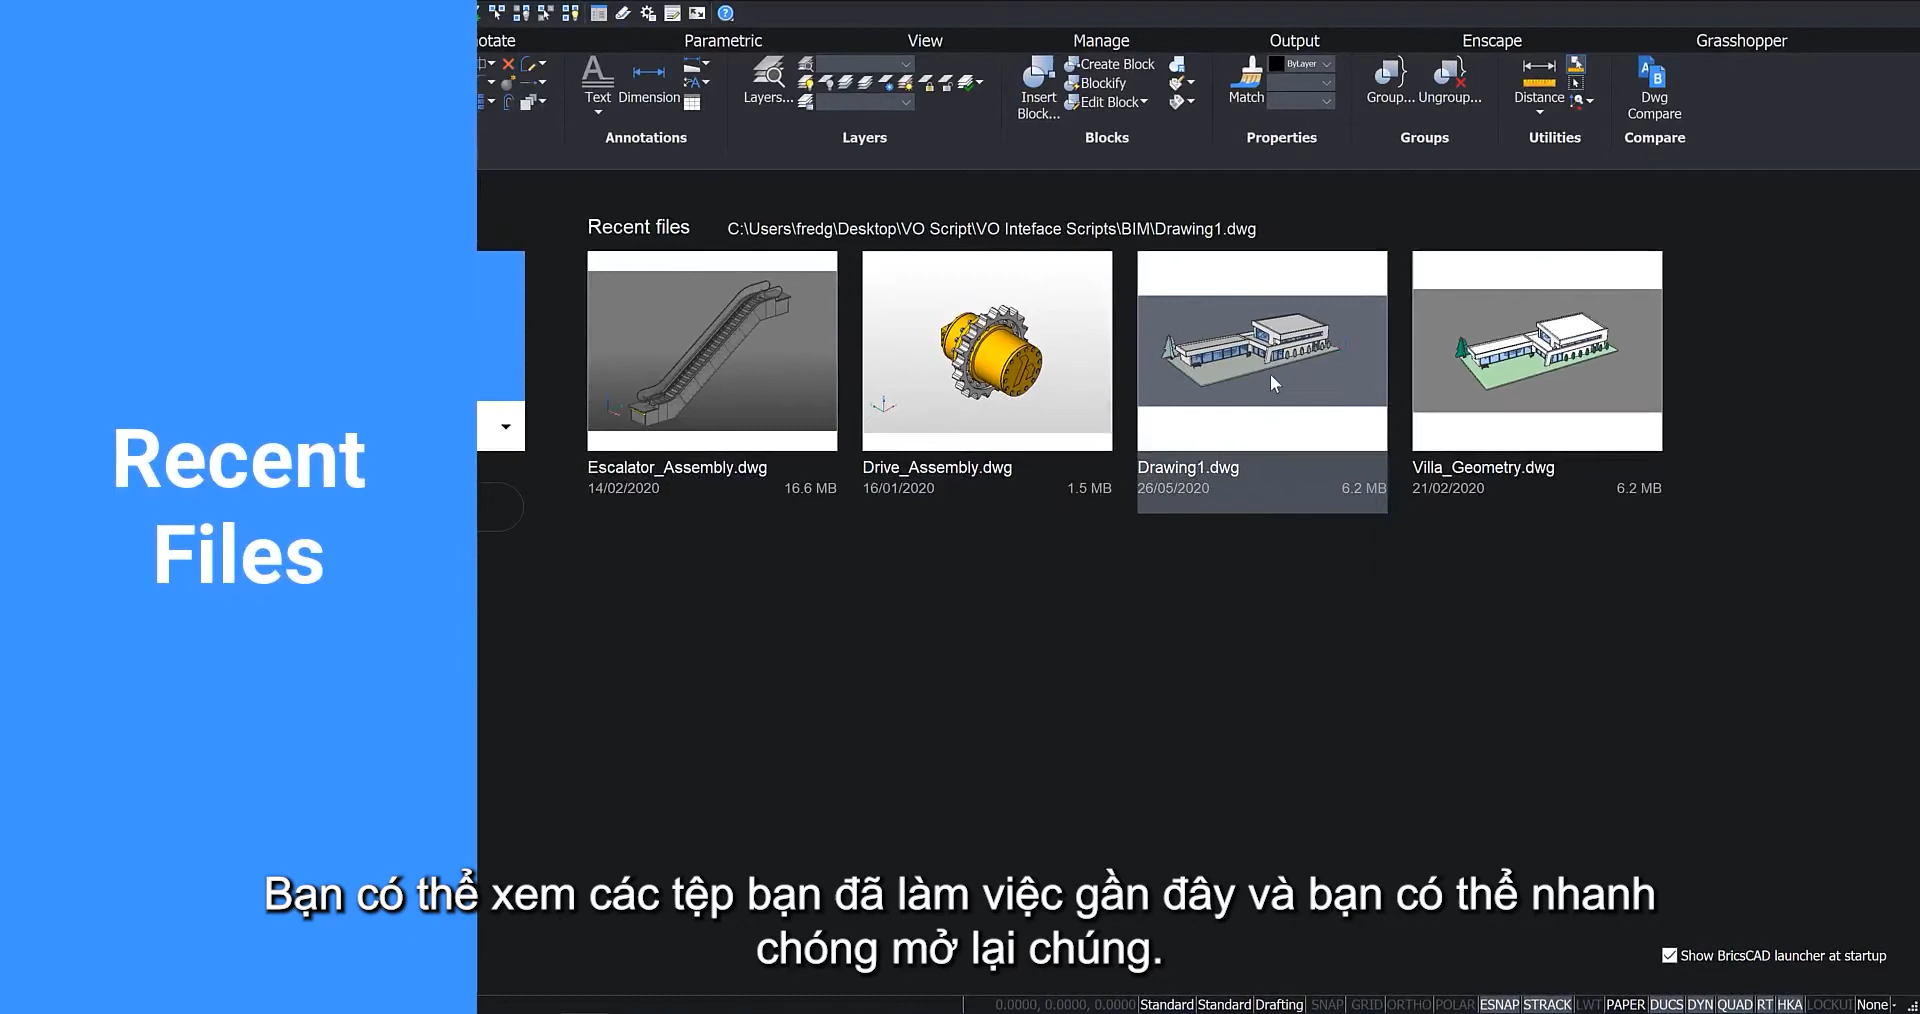 otate
Parametric
View
Manage
Output
Enscape
Grasshopper
Text
Dimension
Annotations
Layers...
Layers
Insert
Block...
Create Block
Blockify
Edit Block
Blocks
Match
ByLayer
Properties
Group...
Ungroup...
Groups
Distance
Utilities
Dwg
Compare
Compare
Recent files
C:\Users\fredg\Desktop\VO Script\VO Inteface Scripts\BIM\Drawing1.dwg
Escalator_Assembly.dwg
14/02/2020 16.6 MB
Drive_Assembly.dwg
16/01/2020 1.5 MB
Drawing1.dwg
26/05/2020 6.2 MB
Villa_Geometry.dwg
21/02/2020 6.2 MB
Recent
Files
Bạn có thể xem các tệp bạn đã làm việc gần đây và bạn có thể nhanh
chóng mở lại chúng.
Show BricsCAD launcher at startup
0.0000, 0.0000, 0.0000 Standard Standard Drafting SNAP GRID ORTHO POLAR ESNAP STRACK LWT PAPER DUCS DYN QUAD RT HKA LOCKUI None